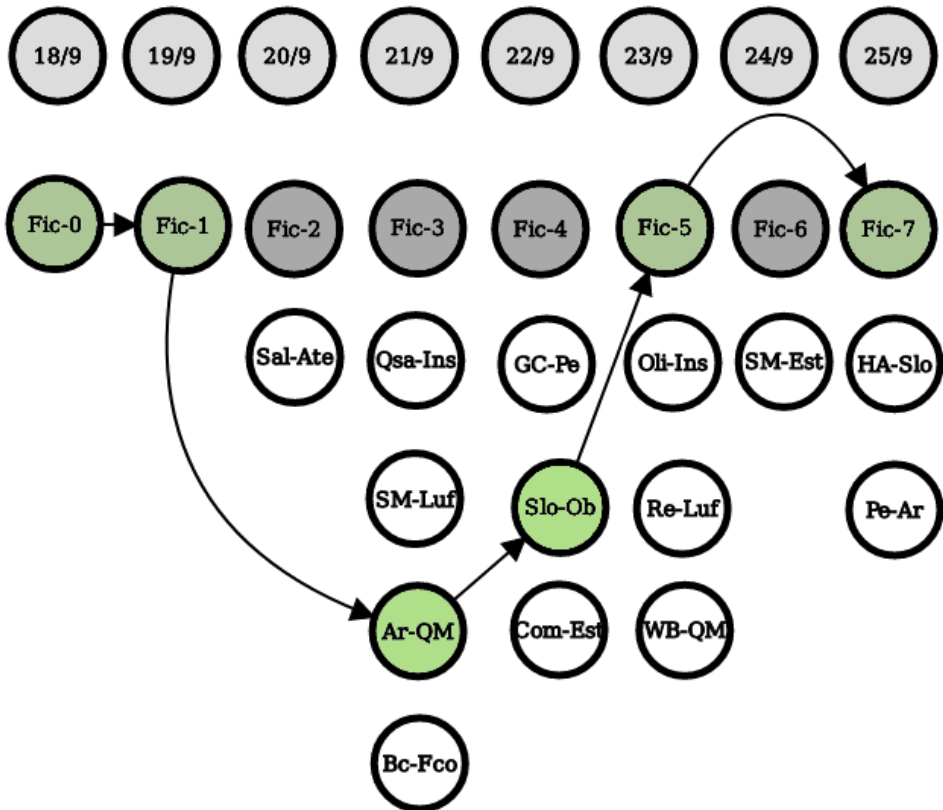 18/9 19/9 20/9 21/9 22/9 23/9 24/9 25/9
Fic-0 Fic-1 Fic-2 Fic-3 Fic-4 Fic-5 Fic-6 Fic-7
Sal-Ate Qsa-Ins GC-Pe Oli-Ins SM-Est HA-Slo
SM-Luf Slo-Ob Re-Luf Pe-Ar
Ar-QM Com-Est WB-QM
Bc-Fco